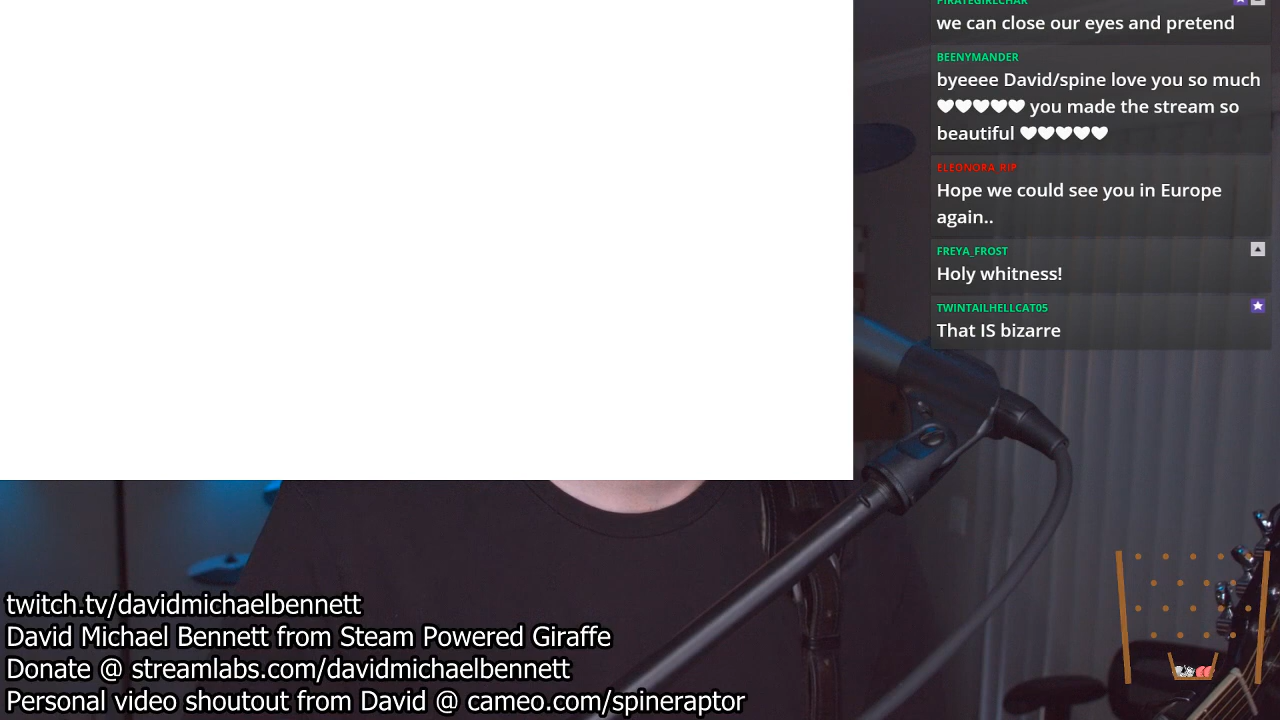 PIRATEGIRLCHAR
we can close our eyes and pretend
BEENYMANDER
byeeee David/spine love you so much
♥♥♥♥♥ you made the stream so
beautiful ♥♥♥♥♥
ELEONORA_RIP
Hope we could see you in Europe
again..
FREYA_FROST
Holy whitness!
TWINTAILHELLCAT05
That IS bizarre
twitch.tv/davidmichaelbennett
David Michael Bennett from Steam Powered Giraffe
Donate @ streamlabs.com/davidmichaelbennett
Personal video shoutout from David @ cameo.com/spineraptor